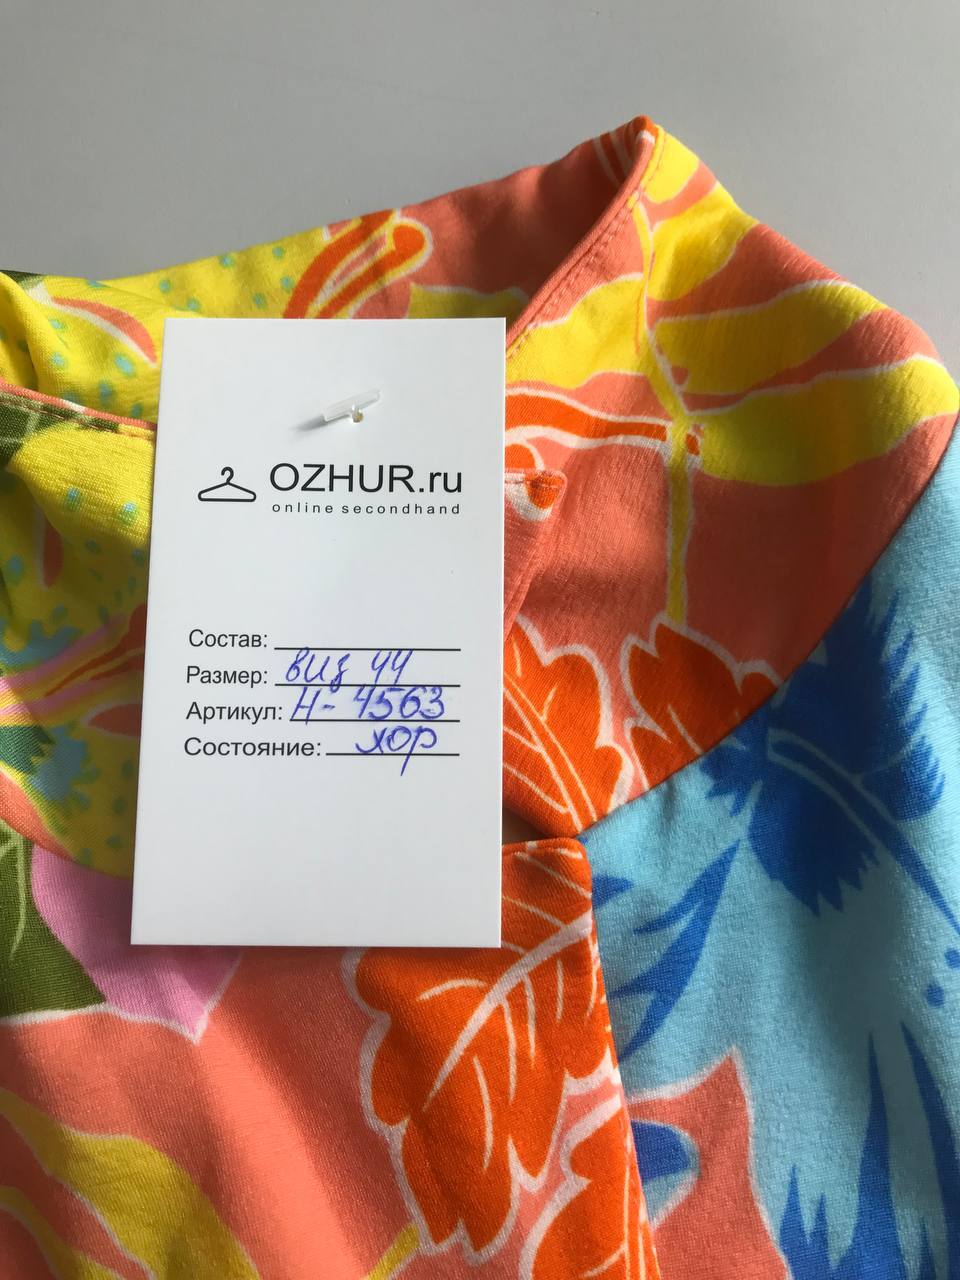 OZHUR.ru
online secondhand
Состав:
Размер: виз 44
Артикул: Н-4563
Состояние: хор